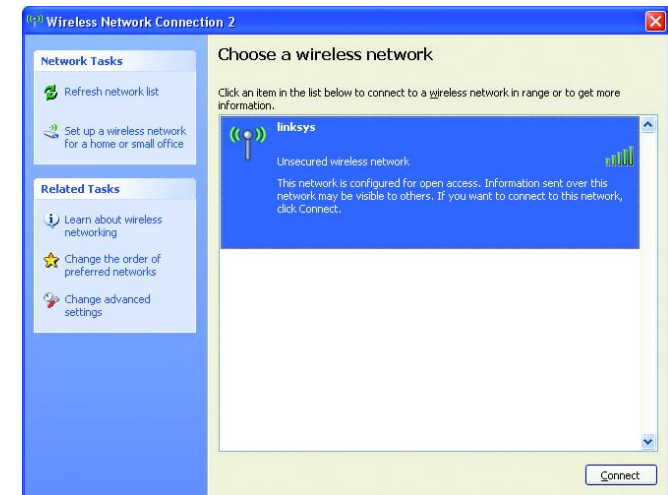 Wireless Network Connection 2
Network Tasks
Refresh network list
Set up a wireless network
for a home or small office
Related Tasks
Learn about wireless
networking
Change the order of
preferred networks
Change advanced
settings
Choose a wireless network
Click an item in the list below to connect to a wireless network in range or to get more
information.
linksys
Unsecured wireless network
This network is configured for open access. Information sent over this
network may be visible to others. If you want to connect to this network,
click Connect.
Connect